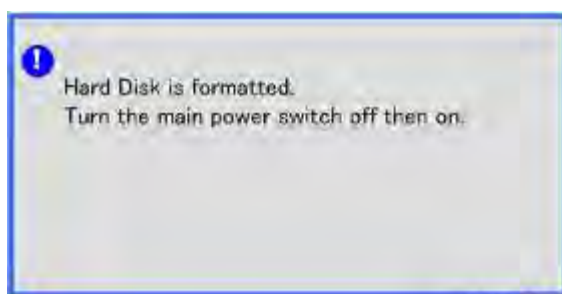 Hard Disk is formatted.
Turn the main power switch off then on.